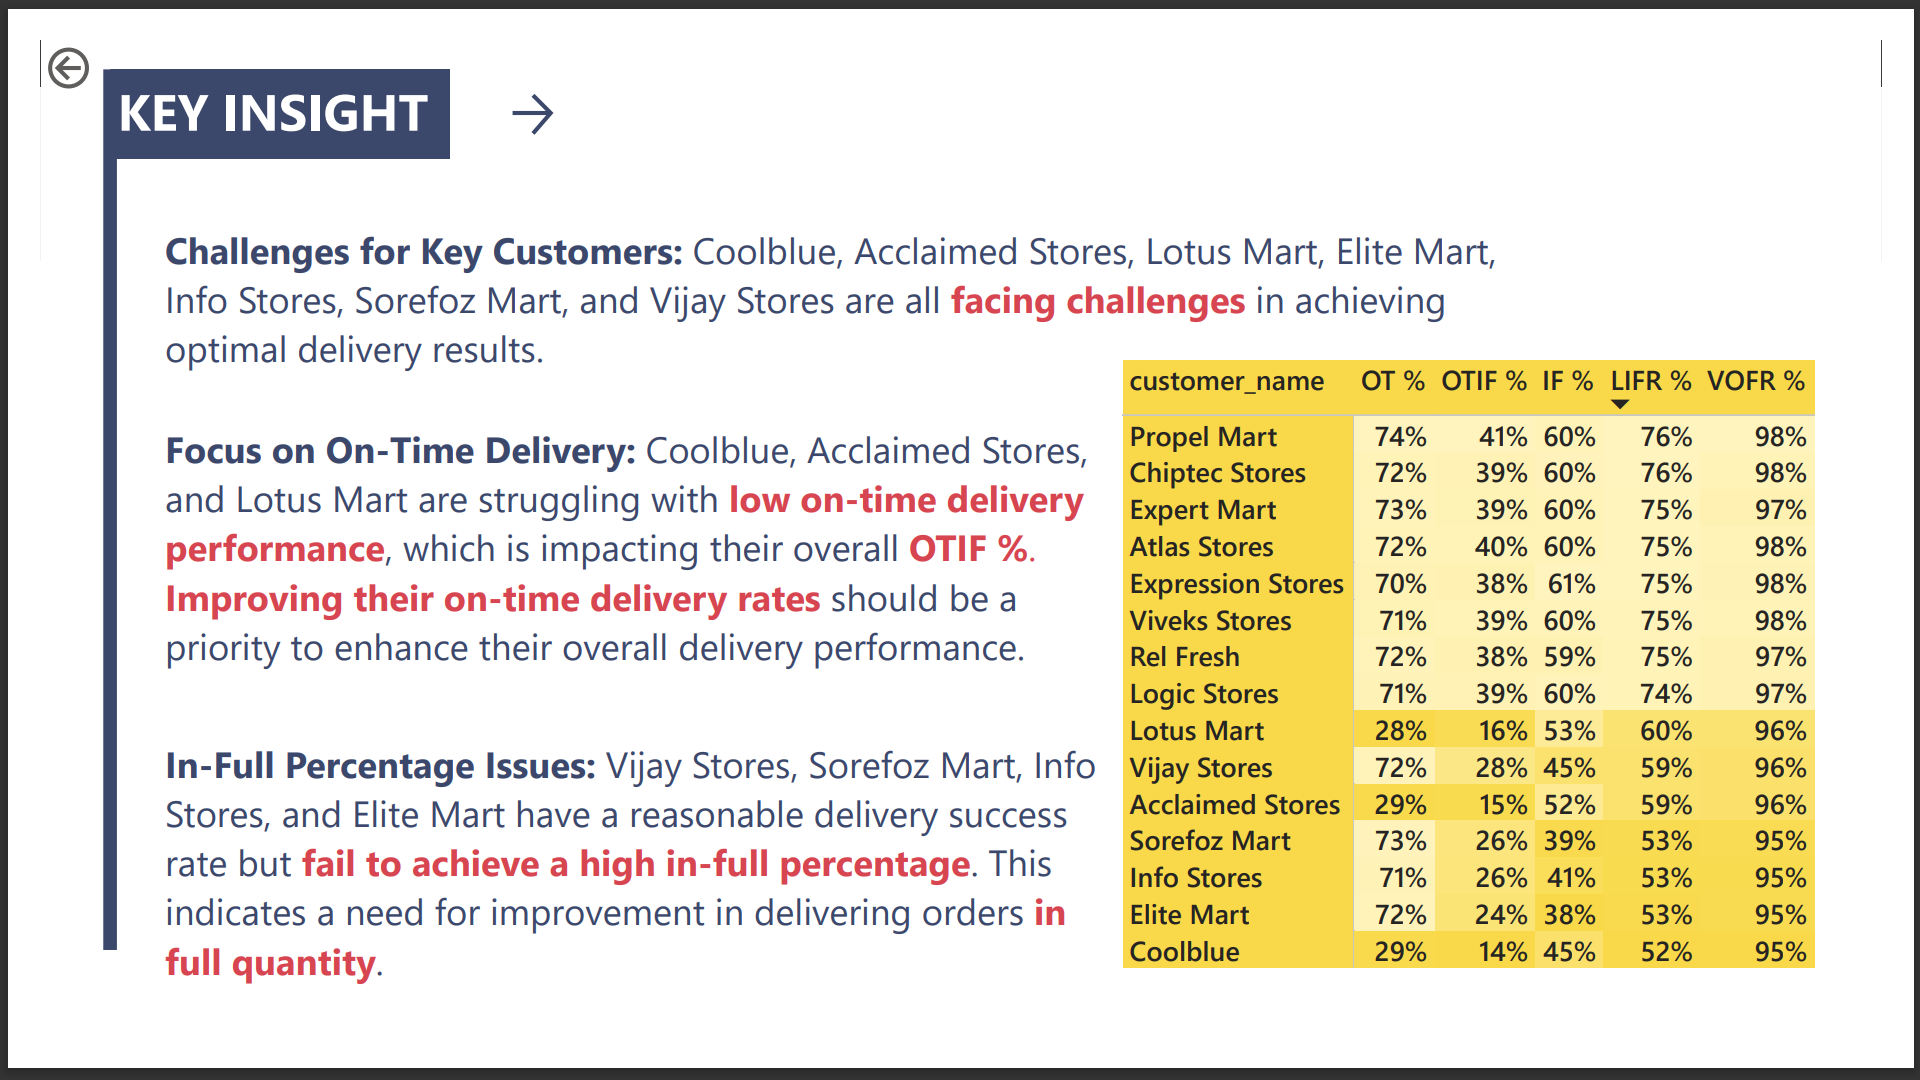 KEY INSIGHT
Challenges for Key Customers: Coolblue, Acclaimed Stores, Lotus Mart, Elite Mart,
Info Stores, Sorefoz Mart, and Vijay Stores are all facing challenges in achieving
optimal delivery results.
Focus on On-Time Delivery: Coolblue, Acclaimed Stores,
and Lotus Mart are struggling with low on-time delivery
performance, which is impacting their overall OTIF %.
Improving their on-time delivery rates should be a
priority to enhance their overall delivery performance.
In-Full Percentage Issues: Vijay Stores, Sorefoz Mart, Info
Stores, and Elite Mart have a reasonable delivery success
rate but fail to achieve a high in-full percentage. This
indicates a need for improvement in delivering orders in
full quantity.
customer_name OT % OTIF % IF % LIFR % VOFR %
Propel Mart 74% 41% 60% 76% 98%
Chiptec Stores 72% 39% 60% 76% 98%
Expert Mart 73% 39% 60% 75% 97%
Atlas Stores 72% 40% 60% 75% 98%
Expression Stores 70% 38% 61% 75% 98%
Viveks Stores 71% 39% 60% 75% 98%
Rel Fresh 72% 38% 59% 75% 97%
Logic Stores 71% 39% 60% 74% 97%
Lotus Mart 28% 16% 53% 60% 96%
Vijay Stores 72% 28% 45% 59% 96%
Acclaimed Stores 29% 15% 52% 59% 96%
Sorefoz Mart 73% 26% 39% 53% 95%
Info Stores 71% 26% 41% 53% 95%
Elite Mart 72% 24% 38% 53% 95%
Coolblue 29% 14% 45% 52% 95%